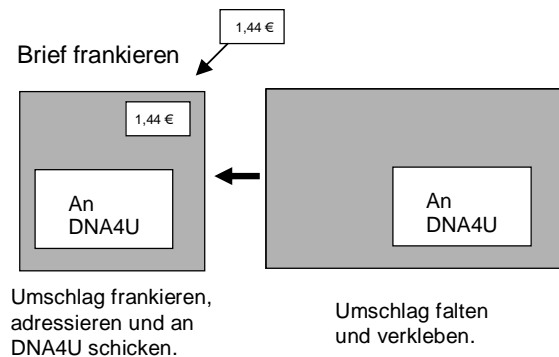 1,44 €
Brief frankieren
1,44 €
An
DNA4U
An
DNA4U
Umschlag frankieren,
adressieren und an
DNA4U schicken.
Umschlag falten
und verkleben.